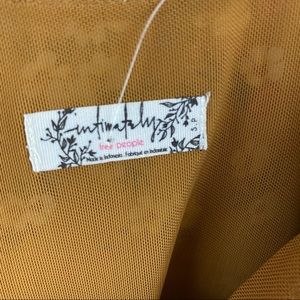 intimately
free people
Made in Indonesia. Fabriqué en Indonésie
S.P